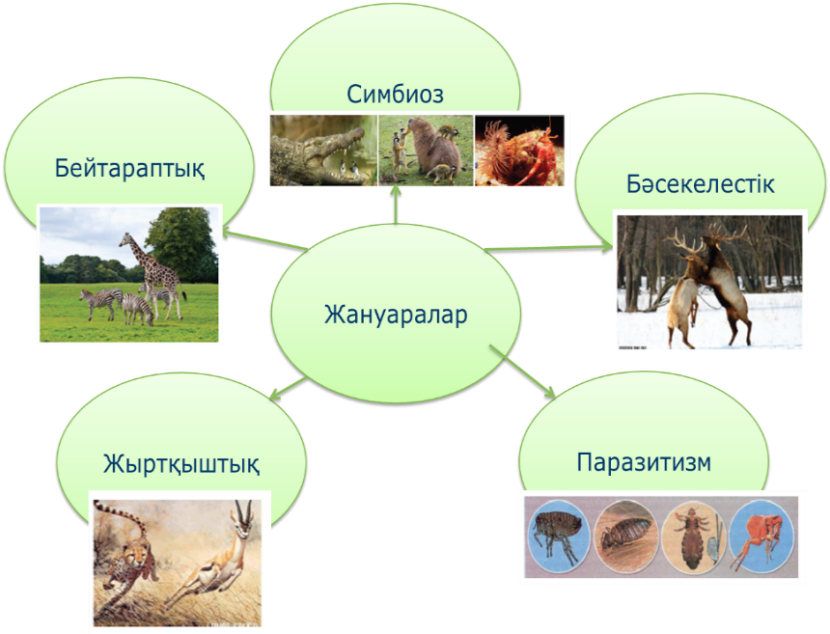 Симбиоз
Бейтараптық
Бәсекелестік
Жануаралар
Жыртқыштық
Паразитизм